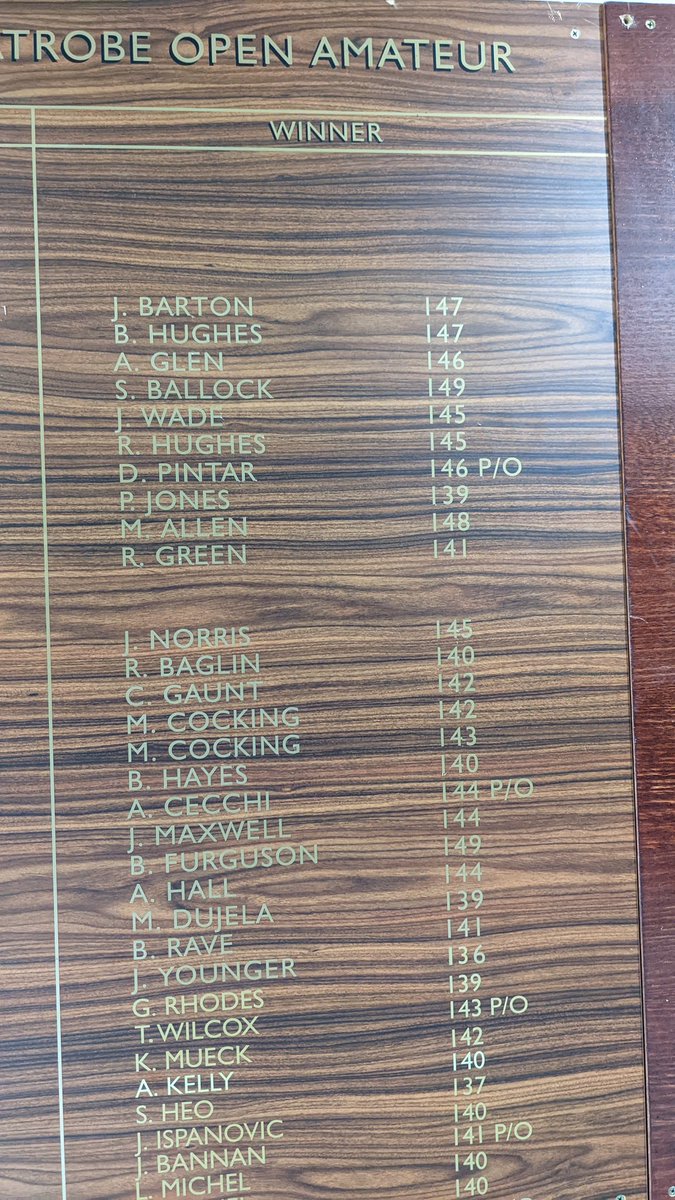 ATROBE OPEN AMATEUR
WINNER
J. BARTON 147
B. HUGHES 147
A. GLEN 146
S. BALLOCK 149
J. WADE 145
R. HUGHES 145
D. PINTAR 146 P/O
P. JONES 139
M. ALLEN 148
R. GREEN 141
J. NORRIS 145
R. BAGLIN 140
C. GAUNT 142
M. COCKING 142
M. COCKING 143
B. HAYES 140
A. CECCHI 144 P/O
J. MAXWELL 144
B. FURGUSON 149
A. HALL 144
M. DUJELA 139
B. RAVE 141
J. YOUNGER 136
G. RHODES 139
T. WILCOX 143 P/O
K. MUECK 142
A. KELLY 140
S. HEO 137
J. ISPANOVIC 140
J. BANNAN 141 P/O
L. MICHEL 140
140